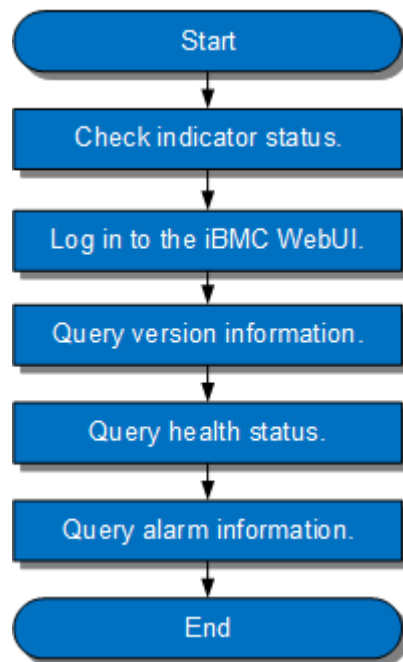 Start
Check indicator status.
Log in to the iBMC WebUI.
Query version information.
Query health status.
Query alarm information.
End